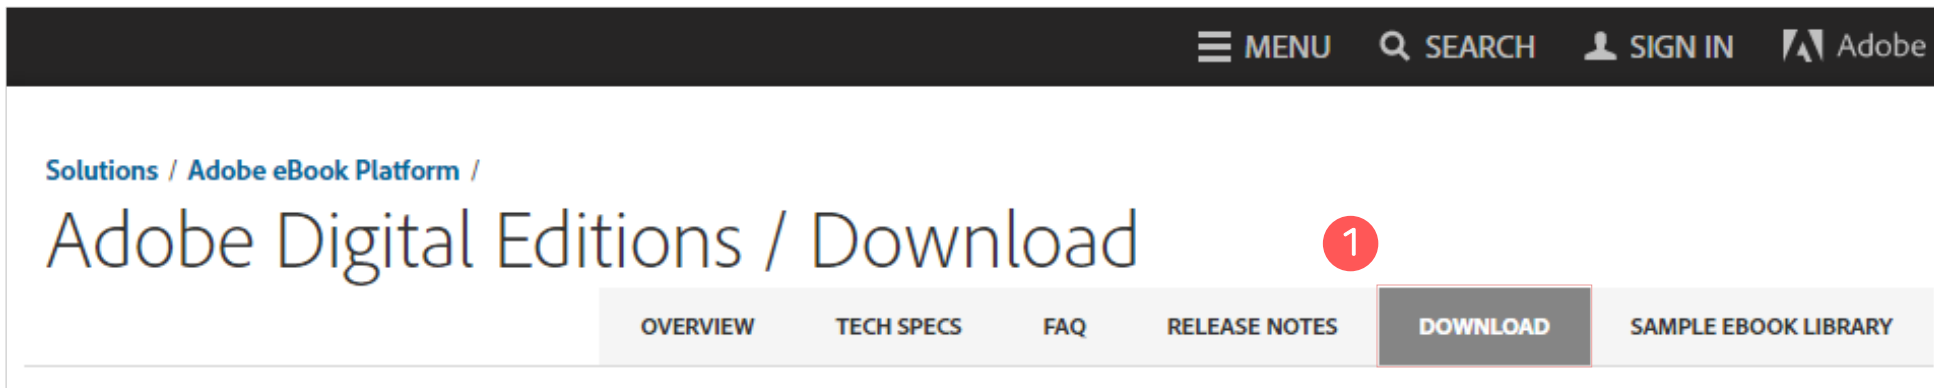 MENU SEARCH SIGN IN Adobe
Solutions / Adobe eBook Platform /
Adobe Digital Editions / Download
1
OVERVIEW TECH SPECS FAQ RELEASE NOTES DOWNLOAD SAMPLE EBOOK LIBRARY